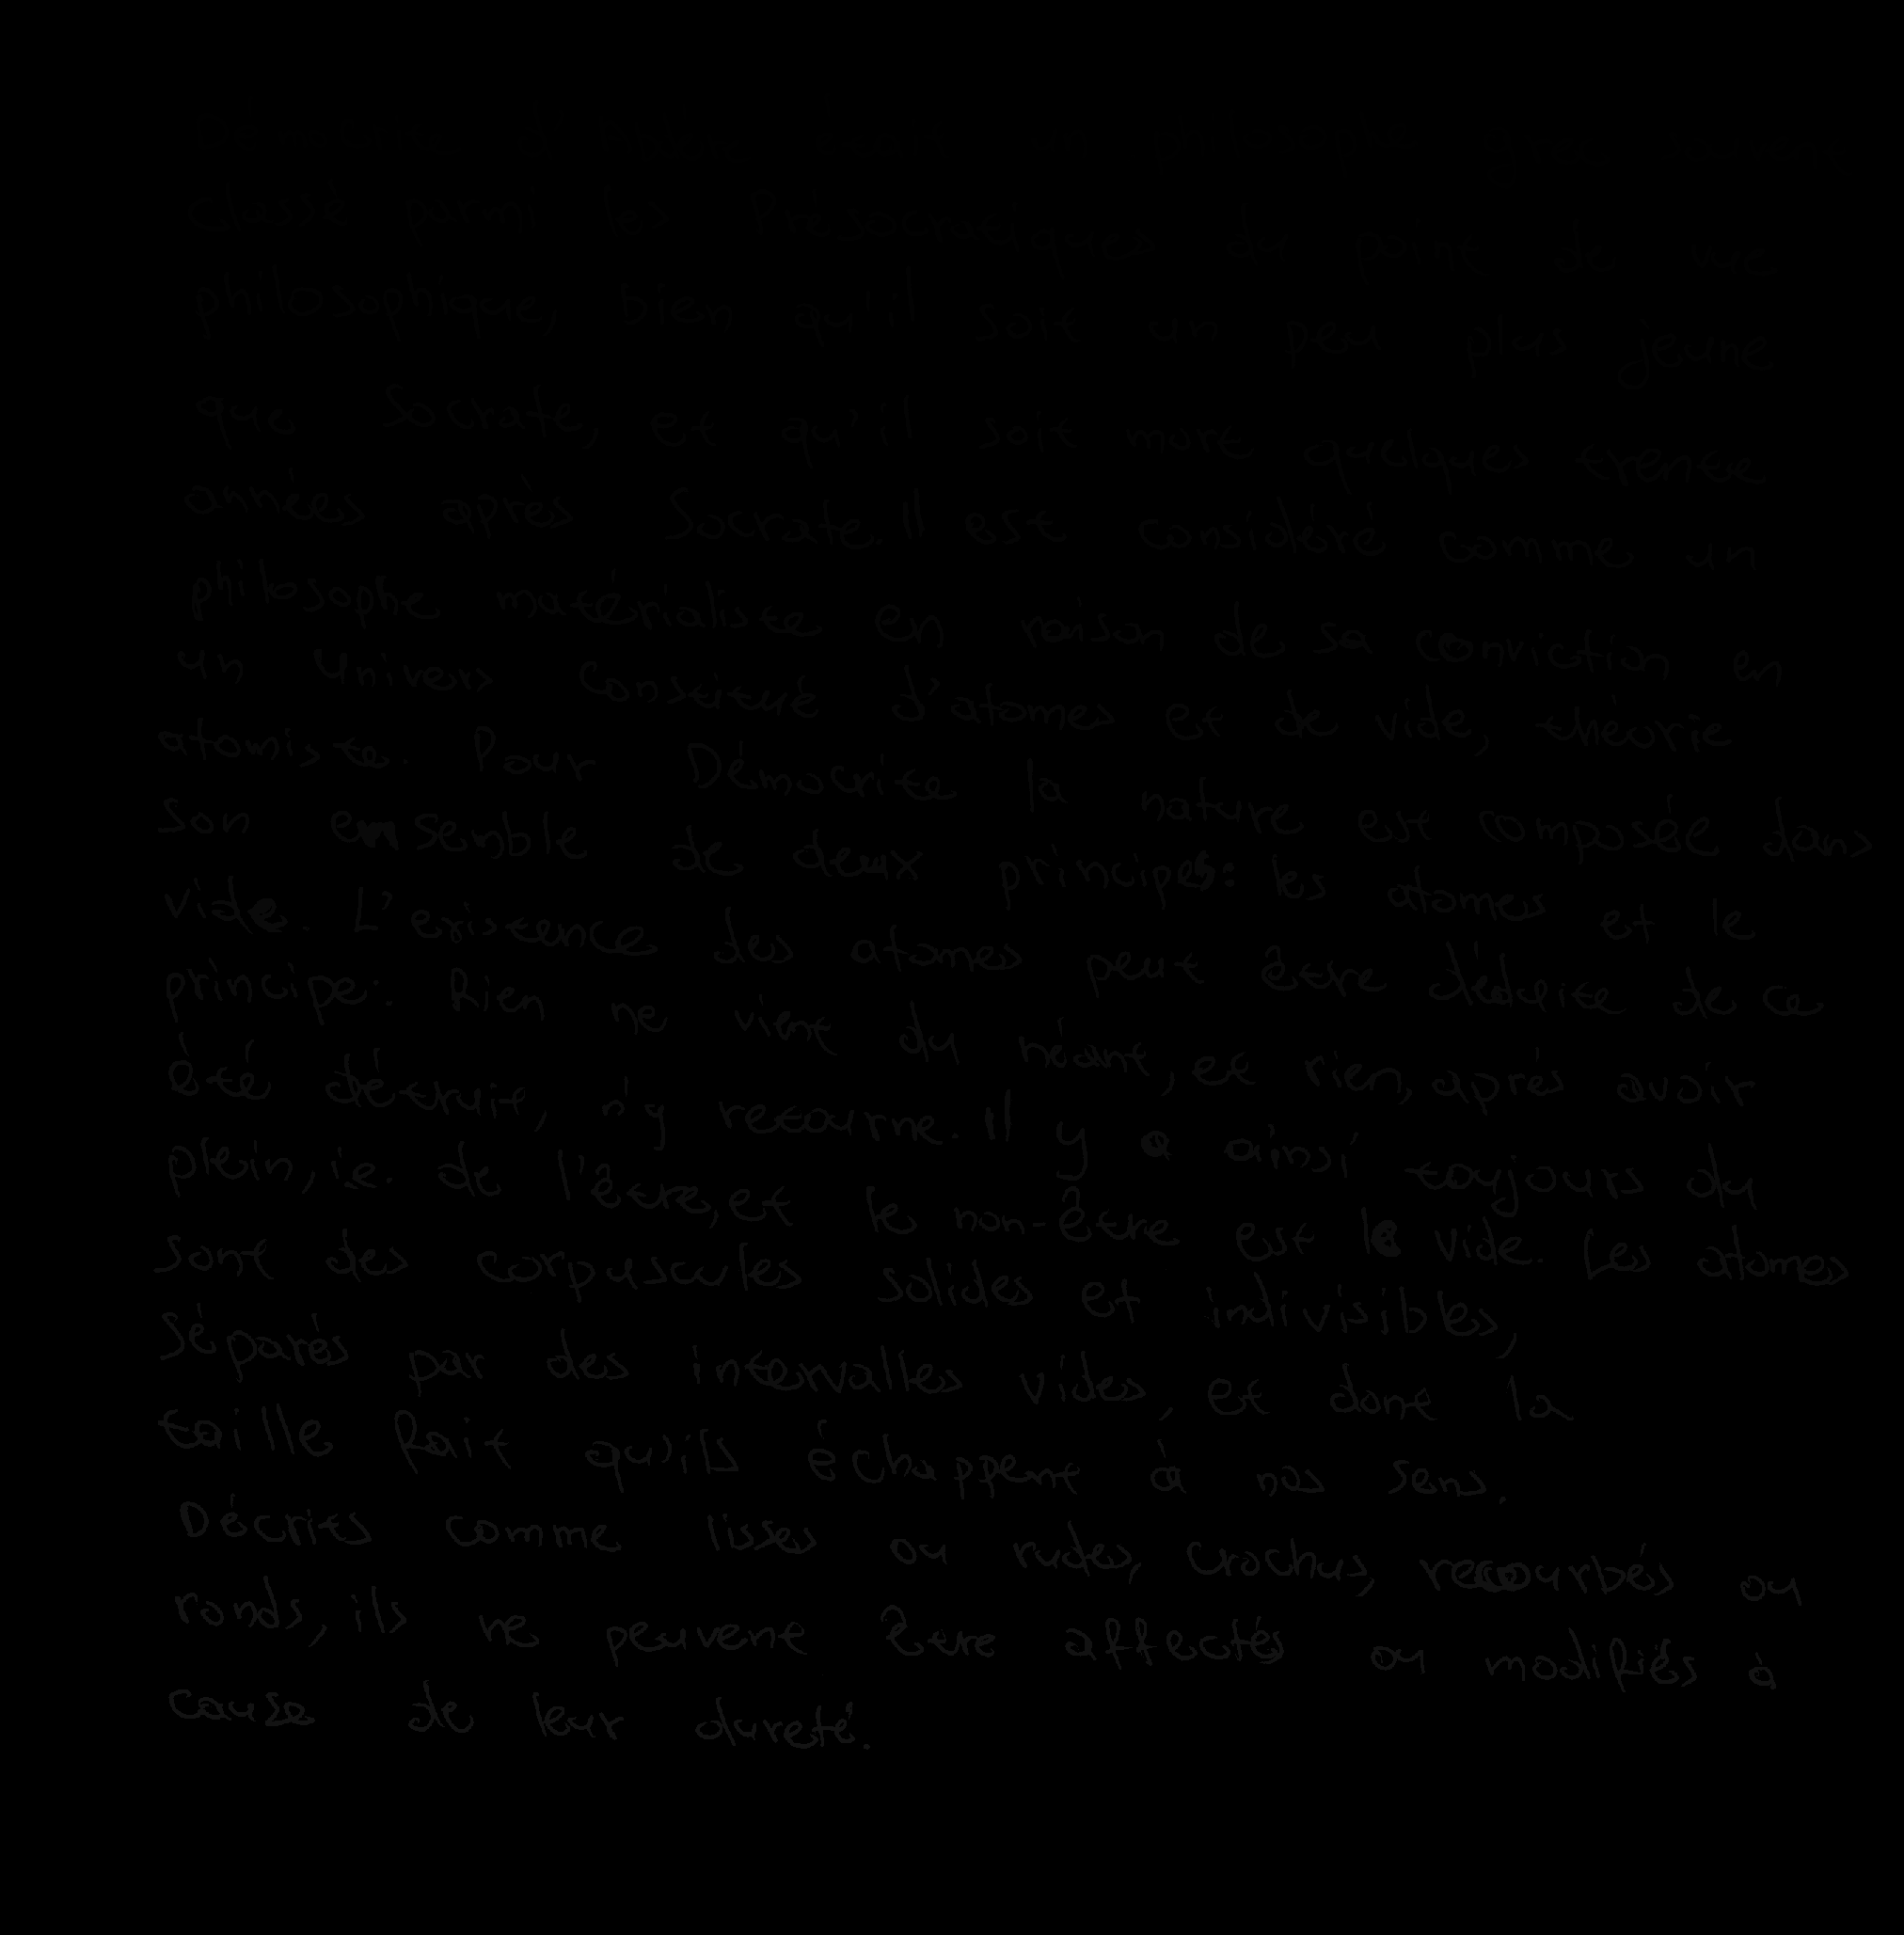 classé parmi les Présocratiques du point de vue
philosophique, bien qu'il soit un peu plus jeune
que Socrate, et qu'il soit mort quelques trente
années après Socrate. Il est considéré comme un
philosophe matérialiste en raison de sa conviction en
un Univers constitué d'atomes et de vide, théorie
atomiste. Pour Démocrite la nature est composée dans
son ensemble de deux principes: les atomes et le
vide. L'existence des atomes peut être déduite de ce
principe: Rien ne vient du néant, et rien, après avoir
été détruit, n'y retourne. Il y a ainsi toujours du
plein, i.e. de l'être, et le non-être est le vide. Les atomes
sont des corpuscules solides et indivisibles,
séparés par des intervalles vides, et dont la
taille fait qu'ils échappent à nos sens.
Décrits comme lisses ou rudes, crochus, recourbés ou
ronds, ils ne peuvent être affectés ou modifiés à
cause de leur dureté.